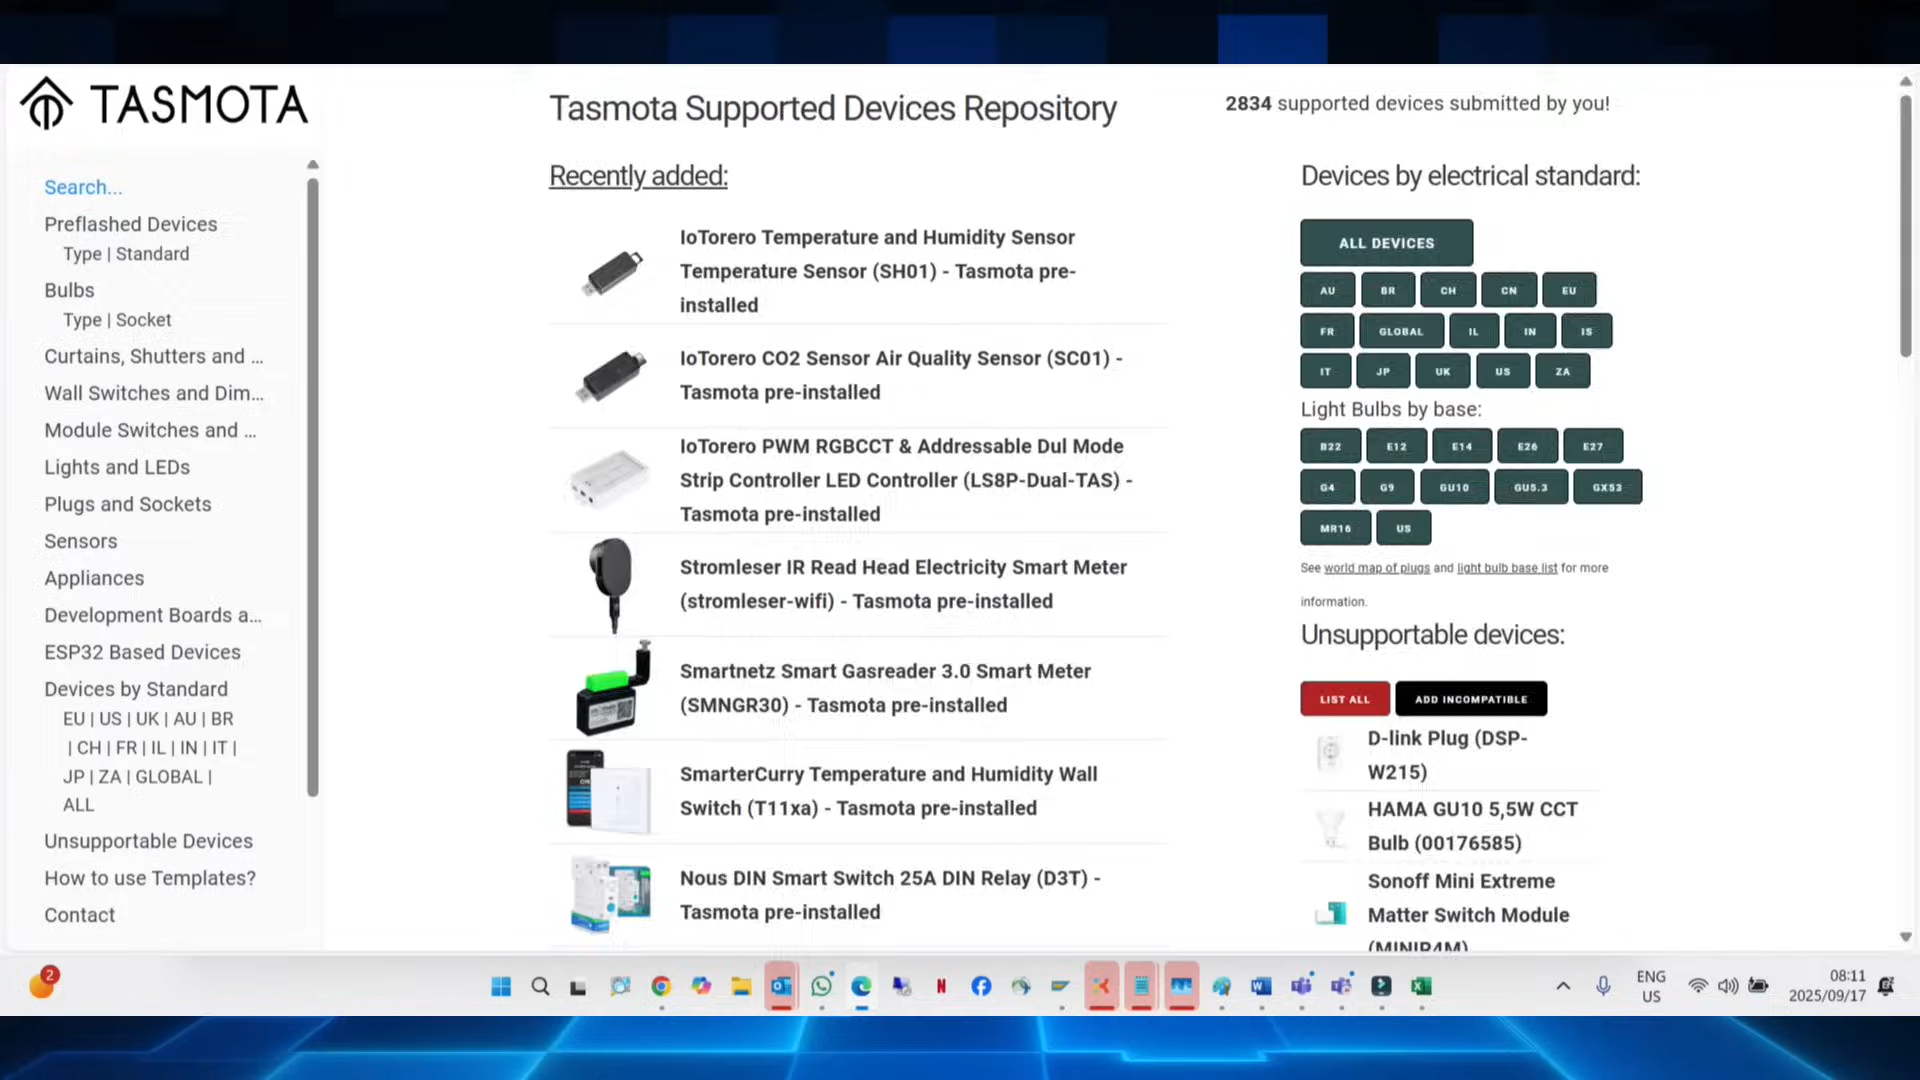 TASMOTA
Search...
Preflashed Devices
Type | Standard
Bulbs
Type | Socket
Curtains, Shutters and ...
Wall Switches and Dim...
Module Switches and ...
Lights and LEDs
Plugs and Sockets
Sensors
Appliances
Development Boards a...
ESP32 Based Devices
Devices by Standard
EU | US | UK | AU | BR
| CH | FR | IL | IN | IT |
JP | ZA | GLOBAL |
ALL
Unsupportable Devices
How to use Templates?
Contact
Tasmota Supported Devices Repository
Recently added:
IoTorero Temperature and Humidity Sensor
Temperature Sensor (SH01) - Tasmota pre-
installed
IoTorero CO2 Sensor Air Quality Sensor (SC01) -
Tasmota pre-installed
IoTorero PWM RGBCCT & Addressable Dul Mode
Strip Controller LED Controller (LS8P-Dual-TAS) -
Tasmota pre-installed
Stromleser IR Read Head Electricity Smart Meter
(stromleser-wifi) - Tasmota pre-installed
Smartnetz Smart Gasreader 3.0 Smart Meter
(SMNGR30) - Tasmota pre-installed
SmarterCurry Temperature and Humidity Wall
Switch (T11xa) - Tasmota pre-installed
Nous DIN Smart Switch 25A DIN Relay (D3T) -
Tasmota pre-installed
2834 supported devices submitted by you!
Devices by electrical standard:
ALL DEVICES
AU BR CH CN EU
FR GLOBAL IL IN IS
IT JP UK US ZA
Light Bulbs by base:
B22 E12 E14 E26 E27
G4 G9 GU10 GU5.3 GX53
MR16 US
See world map of plugs and light bulb base list for more
information.
Unsupportable devices:
LIST ALL ADD INCOMPATIBLE
D-link Plug (DSP-
W215)
HAMA GU10 5,5W CCT
Bulb (00176585)
Sonoff Mini Extreme
Matter Switch Module
(MINIR4M)
2
ENG
US
08:11
2025/09/17